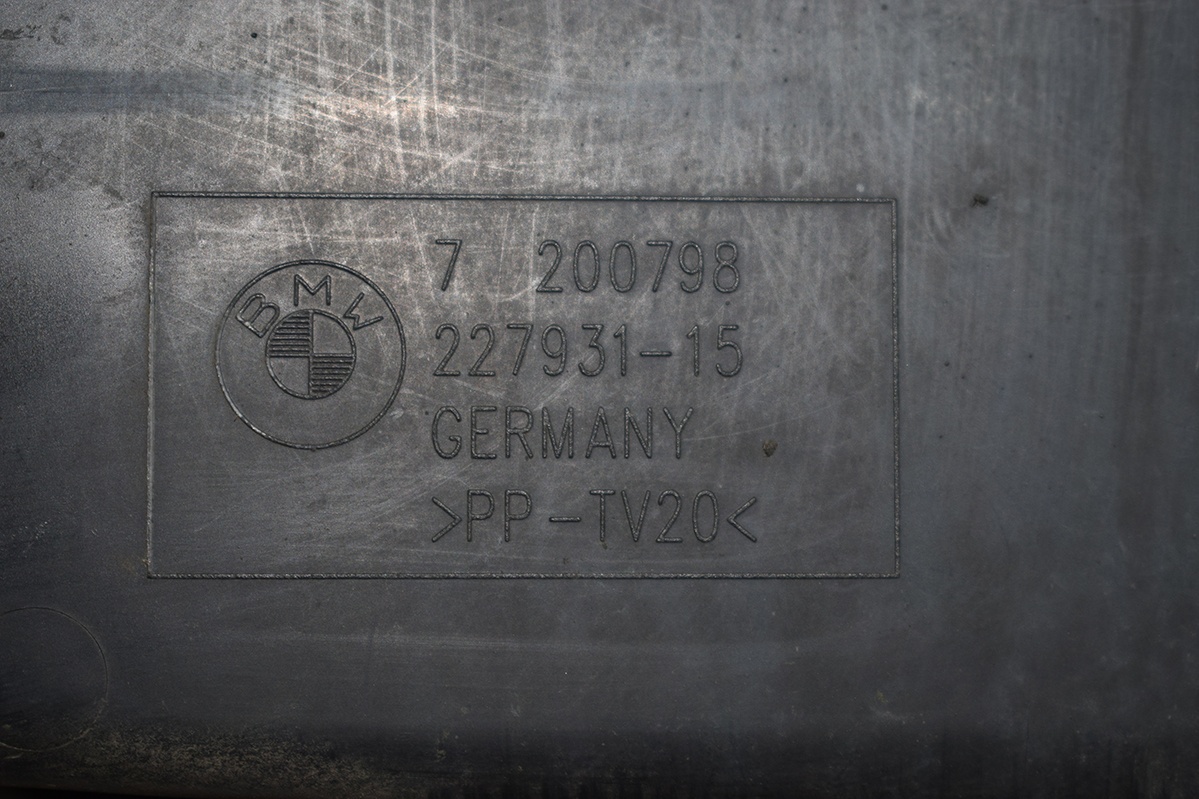 BMW
7 200798
227931-15
GERMANY
>PP-TV20<